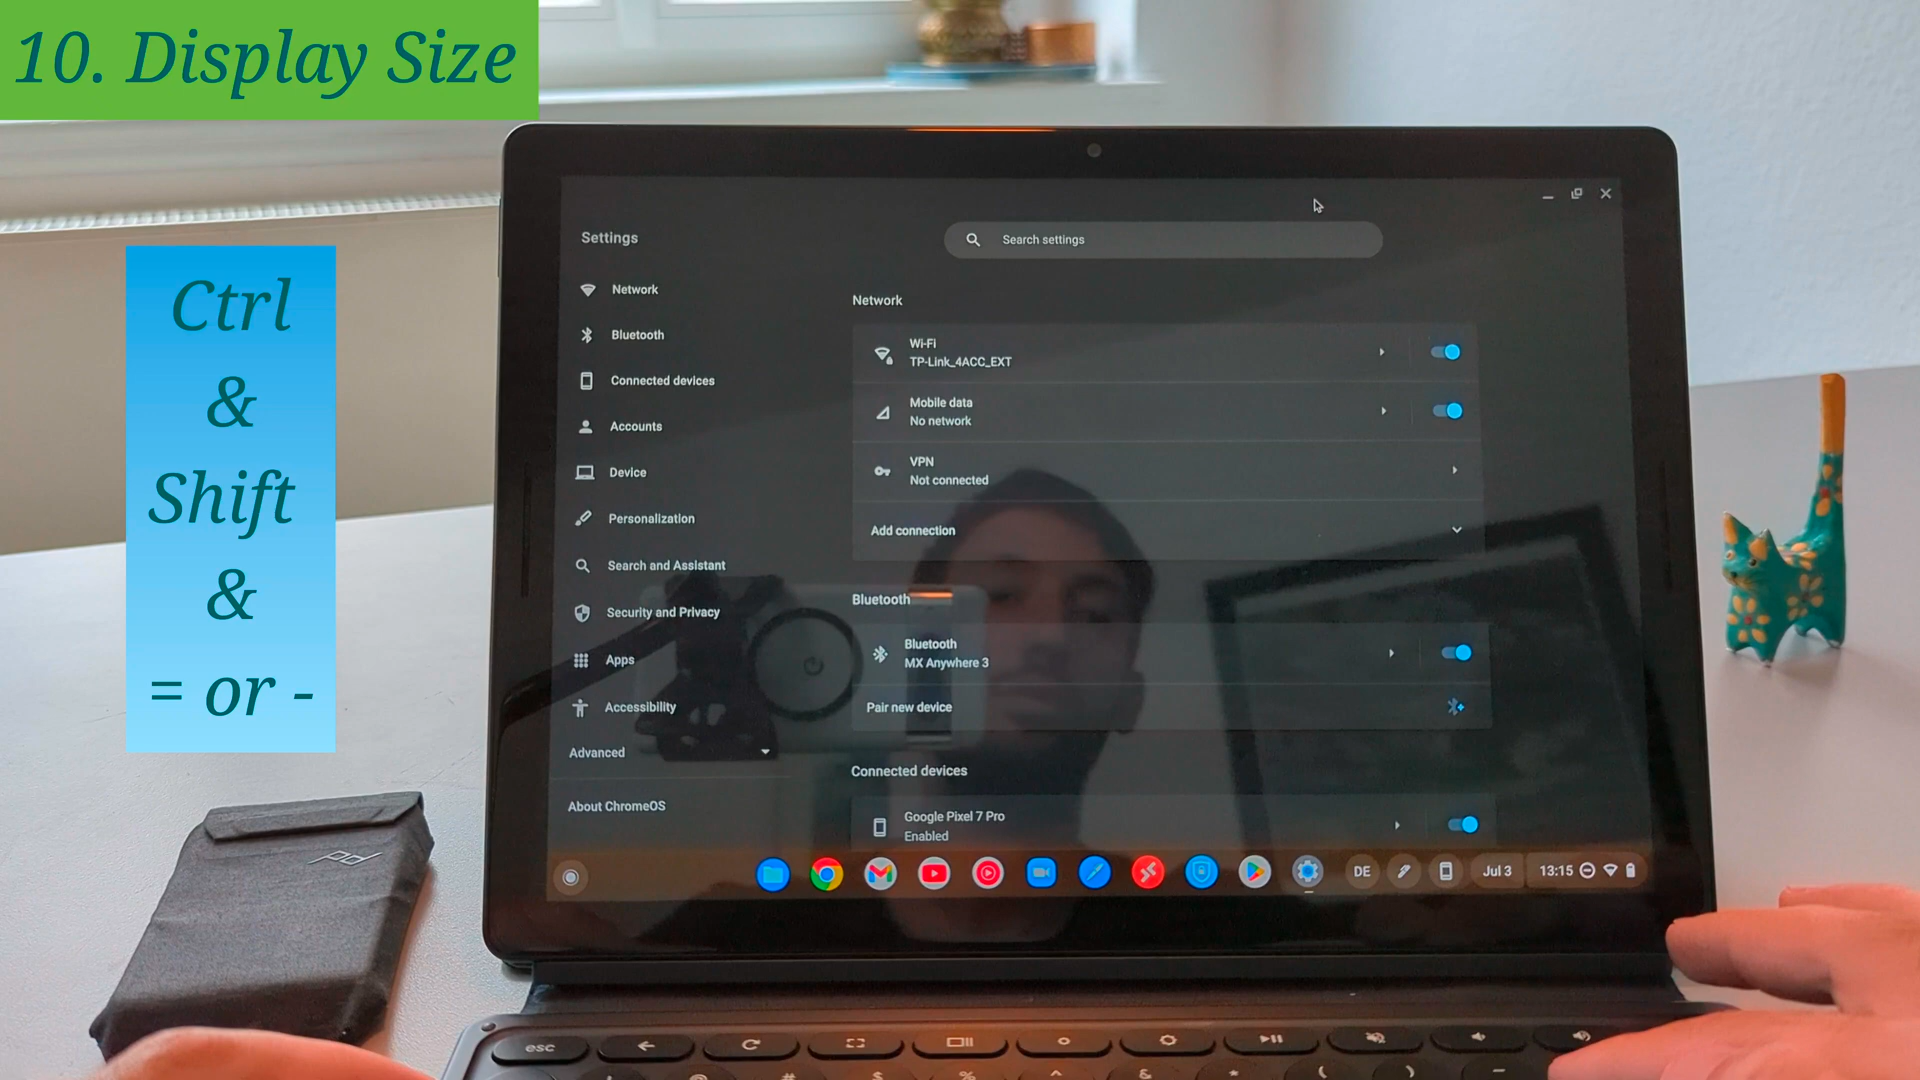 10. Display Size
Ctrl
&
Shift
&
= or -
Settings
Search settings
Network
Bluetooth
Connected devices
Accounts
Device
Personalization
Search and Assistant
Security and Privacy
Apps
Accessibility
Advanced
About ChromeOS
Network
Wi-Fi
TP-Link_4ACC_EXT
Mobile data
No network
VPN
Not connected
Add connection
Bluetooth
Bluetooth
MX Anywhere 3
Pair new device
Connected devices
Google Pixel 7 Pro
Enabled
DE
Jul 3
13:15
pd
esc
# $ % ^ & * ( ) -